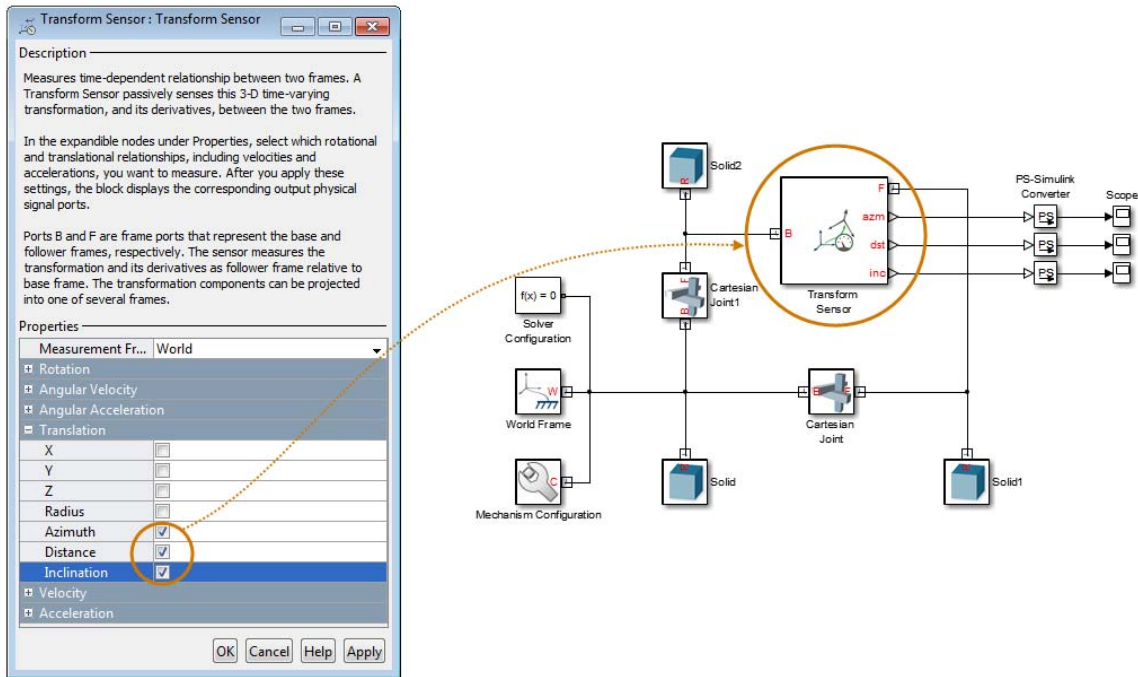 Transform Sensor : Transform Sensor
Description
Measures time-dependent relationship between two frames. A
Transform Sensor passively senses this 3-D time-varying
transformation, and its derivatives, between the two frames.
In the expandible nodes under Properties, select which rotational
and translational relationships, including velocities and
accelerations, you want to measure. After you apply these
settings, the block displays the corresponding output physical
signal ports.
Ports B and F are frame ports that represent the base and
follower frames, respectively. The sensor measures the
transformation and its derivatives as follower frame relative to
base frame. The transformation components can be projected
into one of several frames.
Properties
Measurement Fr... World
Rotation
Angular Velocity
Angular Acceleration
Translation
X
Y
Z
Radius
Azimuth
Distance
Inclination
Velocity
Acceleration
OK Cancel Help Apply
Solid2
R
B
F
azm
dst
inc
Transform
Sensor
PS-Simulink
Converter
Scope
PS
PS
PS
F
Cartesian
Joint1
B
f(x) = 0
Solver
Configuration
W
World Frame
B F
Cartesian
Joint
C
Mechanism Configuration
R
Solid
R
Solid1